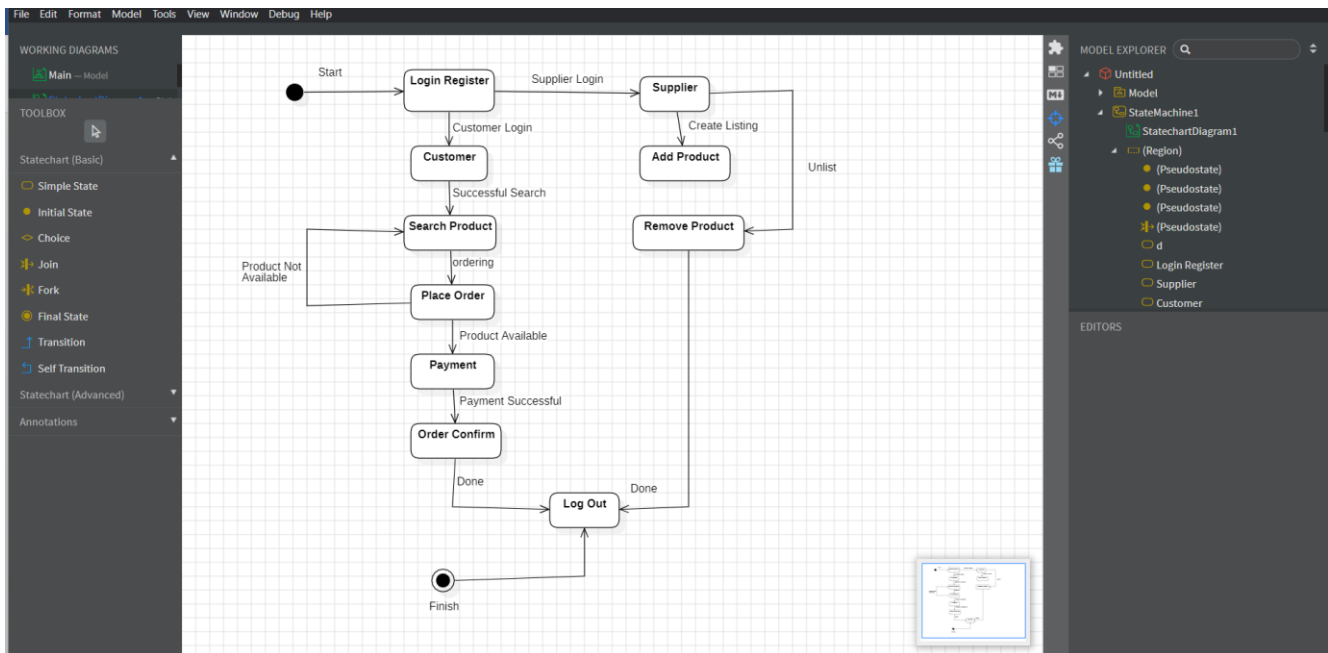 File Edit Format Model Tools View Window Debug Help
WORKING DIAGRAMS
Main — Model
TOOLBOX
Statechart (Basic)
Simple State
Initial State
Choice
Join
Fork
Final State
Transition
Self Transition
Statechart (Advanced)
Annotations
Start
Login Register
Supplier Login
Supplier
Customer Login
Create Listing
Customer
Add Product
Unlist
Successful Search
Search Product
Remove Product
Product Not
Available
ordering
Place Order
Product Available
Payment
Payment Successful
Order Confirm
Done
Done
Log Out
Finish
MODEL EXPLORER
Untitled
Model
StateMachine1
StatechartDiagram1
(Region)
(Pseudostate)
(Pseudostate)
(Pseudostate)
(Pseudostate)
d
Login Register
Supplier
Customer
EDITORS